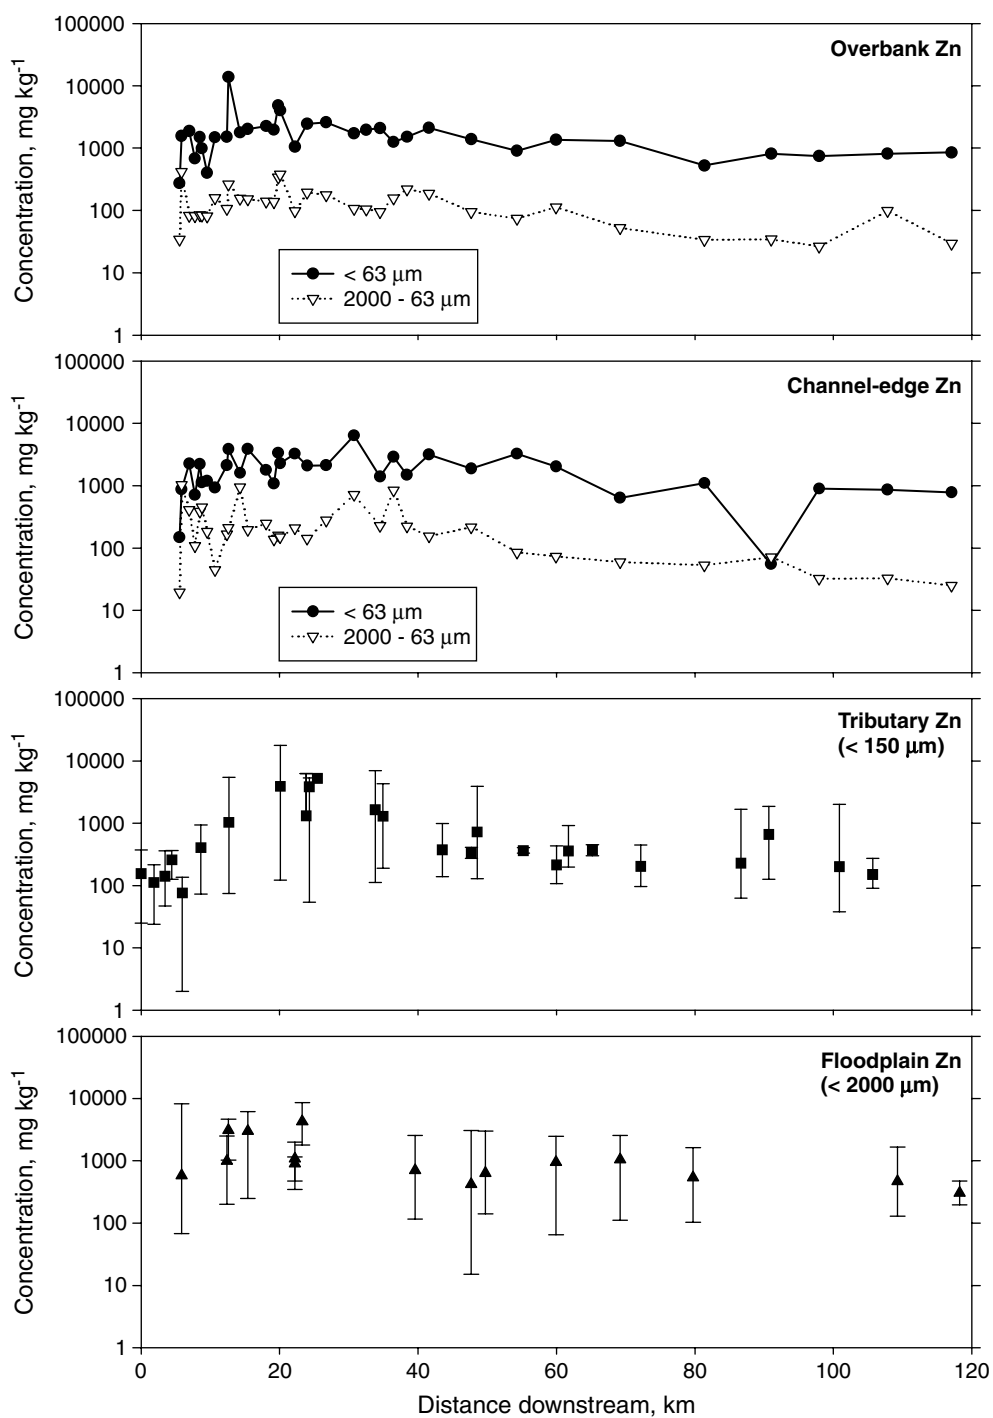 100000
Overbank Zn
10000
1000
100
10
1
Concentration, mg kg⁻¹
< 63 μm
2000 - 63 μm
100000
Channel-edge Zn
10000
1000
100
10
1
Concentration, mg kg⁻¹
< 63 μm
2000 - 63 μm
100000
Tributary Zn
(< 150 μm)
10000
1000
100
10
1
Concentration, mg kg⁻¹
100000
Floodplain Zn
(< 2000 μm)
10000
1000
100
10
1
Concentration, mg kg⁻¹
0 20 40 60 80 100 120
Distance downstream, km